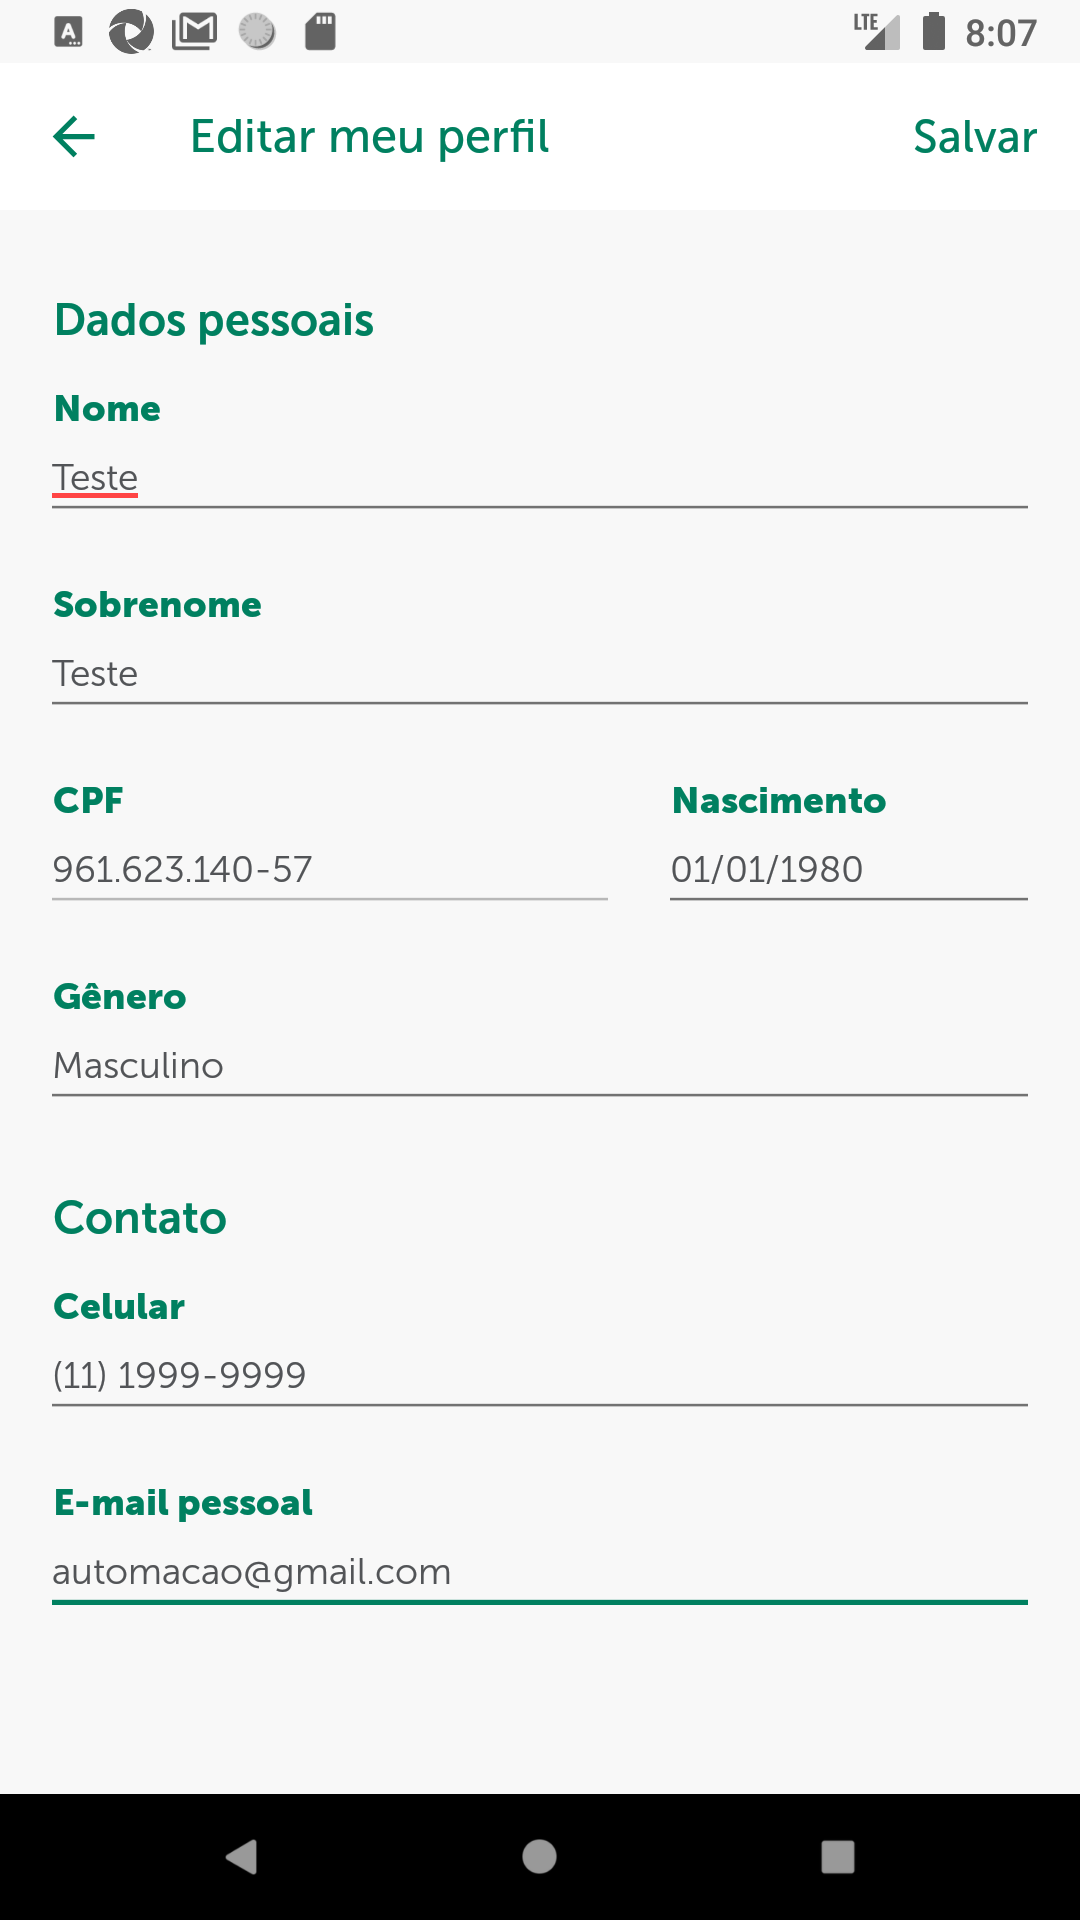 LTE 8:07
Editar meu perfil Salvar
Dados pessoais
Nome
Teste
Sobrenome
Teste
CPF Nascimento
961.623.140-57 01/01/1980
Gênero
Masculino
Contato
Celular
(11) 1999-9999
E-mail pessoal
automacao@gmail.com